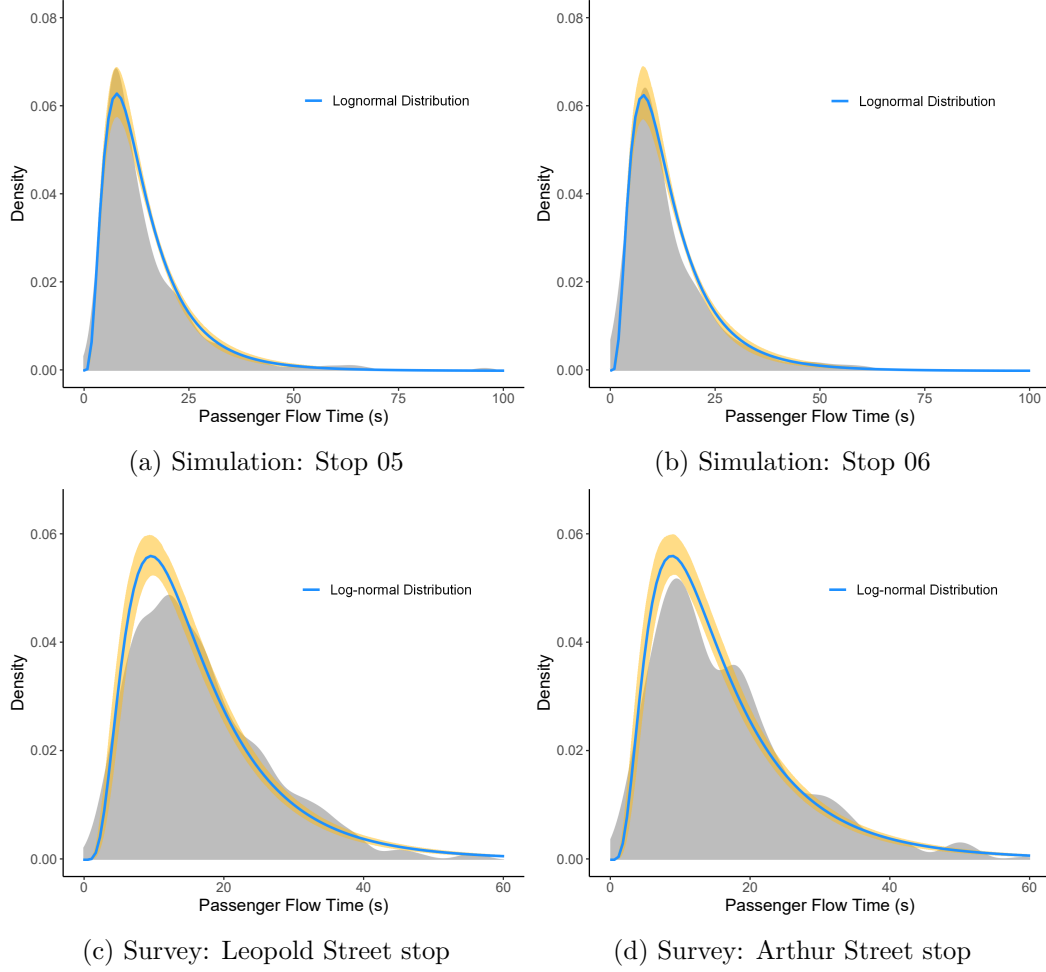 0.08
0.06
0.04
0.02
0.00
Density
Lognormal Distribution
0 25 50 75 100
Passenger Flow Time (s)
(a) Simulation: Stop 05
0.08
0.06
0.04
0.02
0.00
Density
Lognormal Distribution
0 25 50 75 100
Passenger Flow Time (s)
(b) Simulation: Stop 06
0.06
0.04
0.02
0.00
Density
Log-normal Distribution
0 20 40 60
Passenger Flow Time (s)
(c) Survey: Leopold Street stop
0.06
0.04
0.02
0.00
Density
Log-normal Distribution
0 20 40 60
Passenger Flow Time (s)
(d) Survey: Arthur Street stop